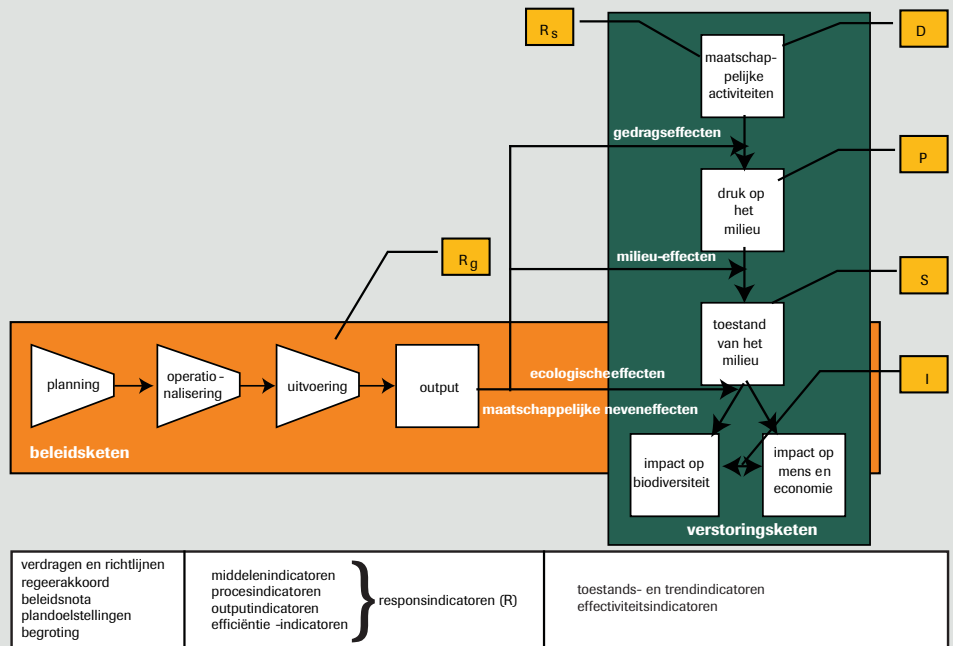 R s
D
maatschap-
pelijke
activiteiten
gedragseffecten
P
druk op
het
milieu
milieu-effecten
R g
S
toestand
van het
milieu
planning
operatio -
nalisering
uitvoering
output
ecologischeeffecten
I
maatschappelijke neveneffecten
beleidsketen
impact op
biodiversiteit
impact op
mens en
economie
verstoringsketen
verdragen en richtlijnen
regeerakkoord
beleidsnota
plandoelstellingen
begroting
middelenindicatoren
procesindicatoren
outputindicatoren
efficiëntie -indicatoren
responsindicatoren (R)
toestands- en trendindicatoren
effectiviteitsindicatoren